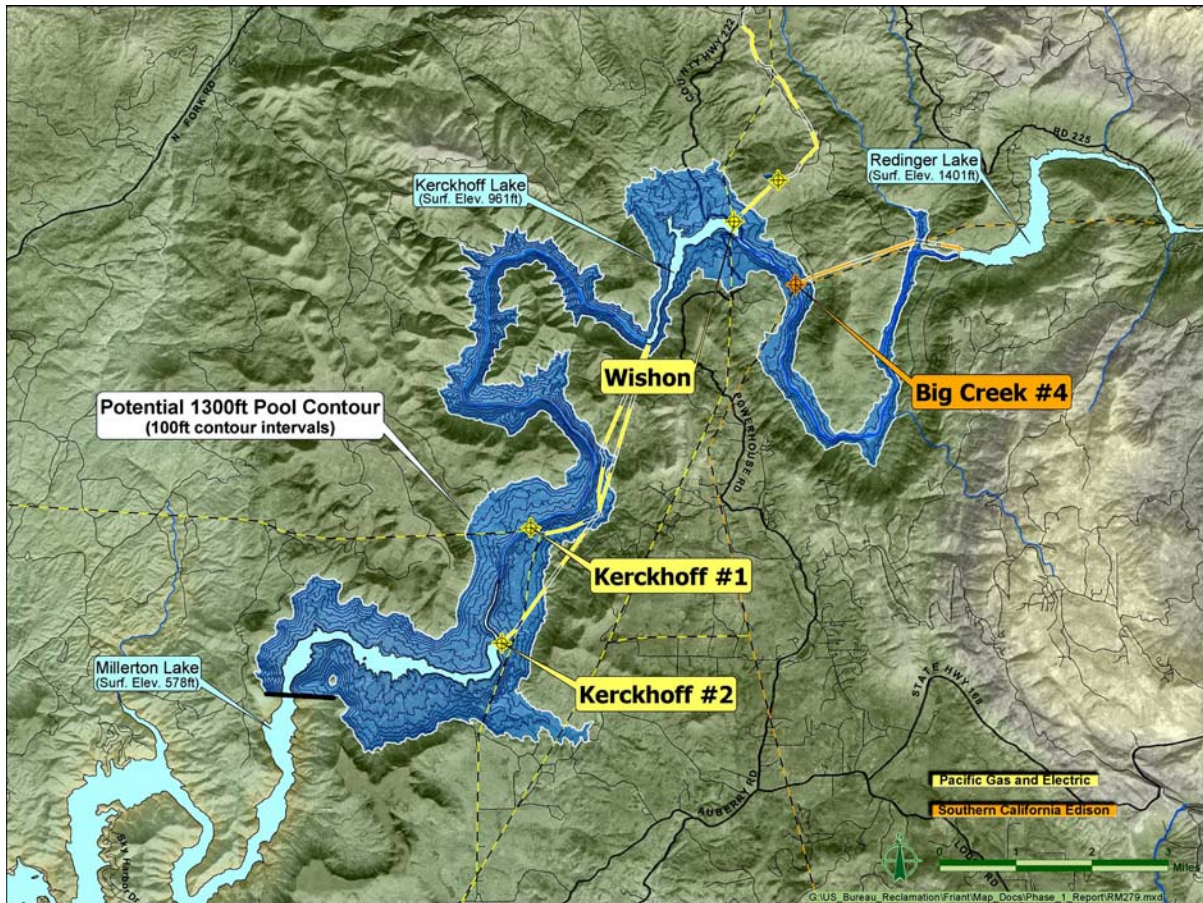 N. FORK RD
COUNTY HWY 222
RD 225
Redinger Lake
(Surf. Elev. 1401ft)
Kerckhoff Lake
(Surf. Elev. 961ft)
Wishon
Big Creek #4
Potential 1300ft Pool Contour
(100ft contour intervals)
POWERHOUSE RD
Kerckhoff #1
Millerton Lake
(Surf. Elev. 578ft)
Kerckhoff #2
STATE HWY 168
AUBERRY RD
Pacific Gas and Electric
Southern California Edison
Sky Harbor Dr
N
0 1 2 3
Miles
G:\US_Bureau_Reclamation\Friant\Map_Docs\Phase_1_Report\RM279.mxd